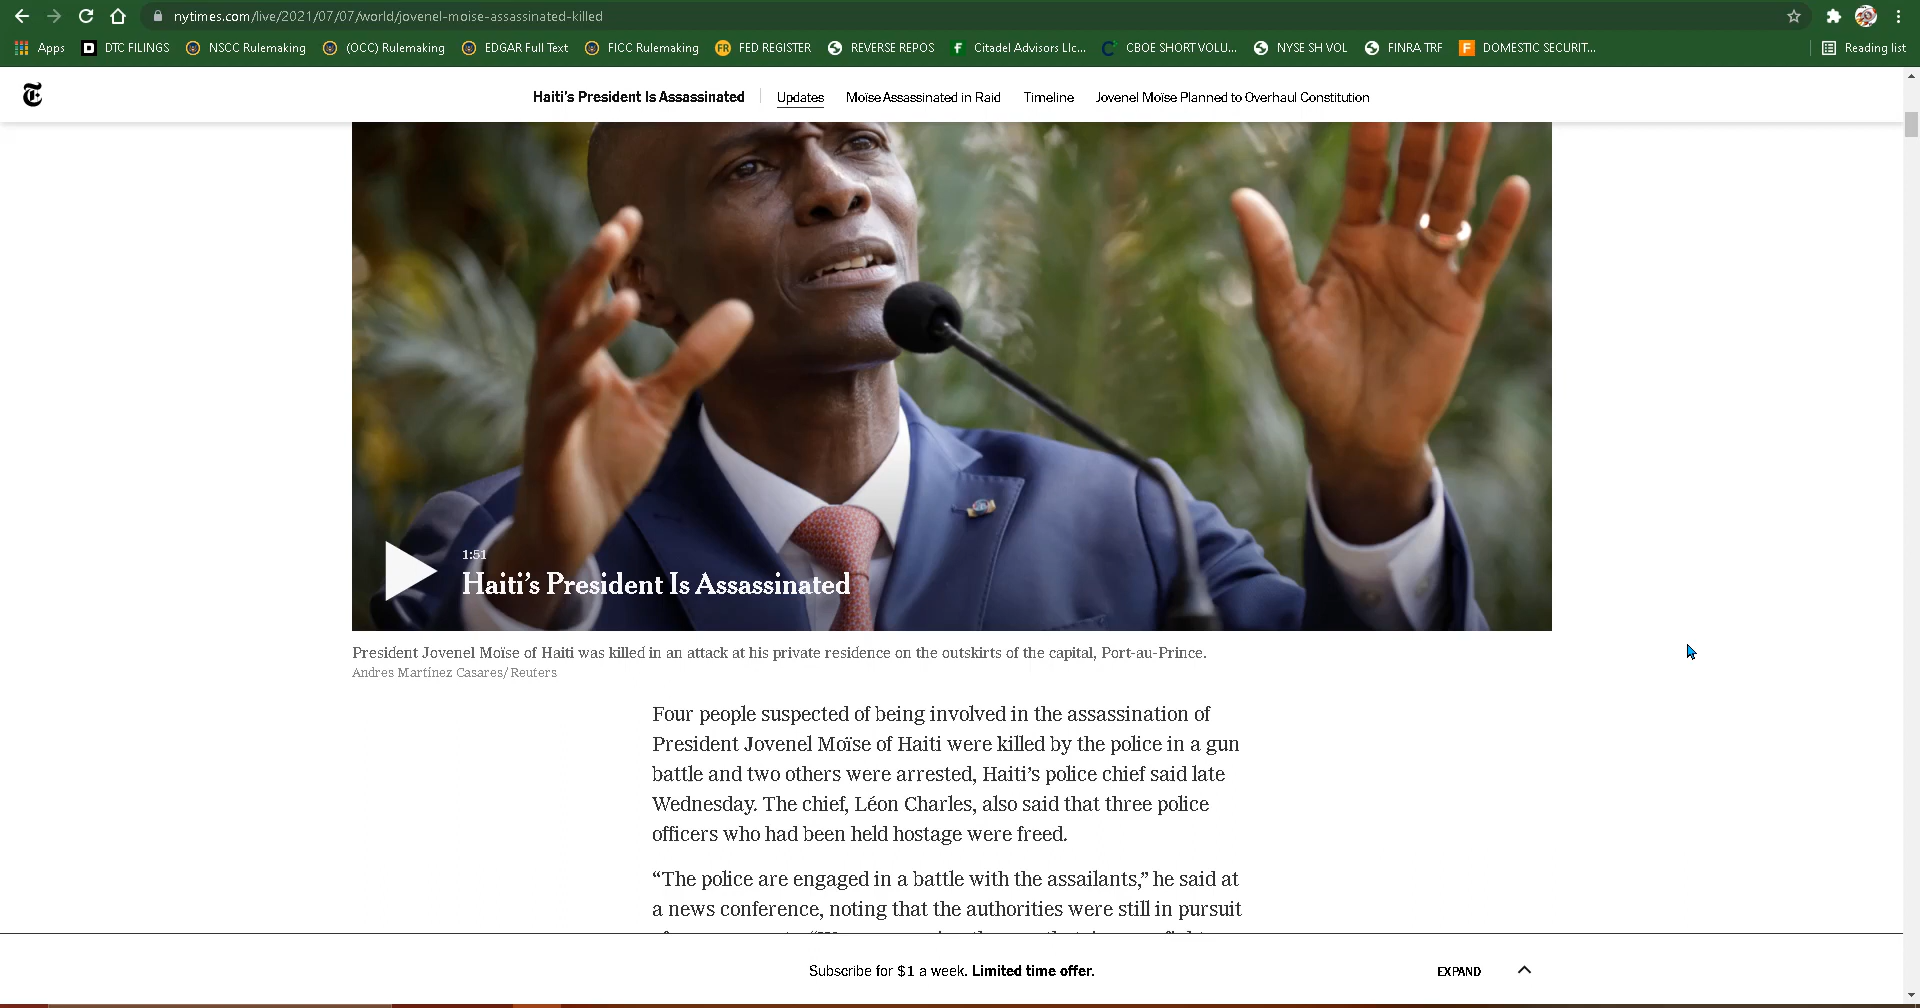 nytimes.com/live/2021/07/07/world/jovenel-moise-assassinated-killed
Apps DTC FILINGS NSCC Rulemaking (OCC) Rulemaking EDGAR Full Text FICC Rulemaking FR FED REGISTER REVERSE REPOS Citadel Advisors Llc... CBOE SHORT VOLU... NYSE SH VOL FINRA TRF DOMESTIC SECURIT... Reading list
Haiti’s President Is Assassinated Updates Moïse Assassinated in Raid Timeline Jovenel Moïse Planned to Overhaul Constitution
1:51
Haiti’s President Is Assassinated
President Jovenel Moïse of Haiti was killed in an attack at his private residence on the outskirts of the capital, Port-au-Prince.
Andres Martínez Casares/Reuters
Four people suspected of being involved in the assassination of
President Jovenel Moïse of Haiti were killed by the police in a gun
battle and two others were arrested, Haiti’s police chief said late
Wednesday. The chief, Léon Charles, also said that three police
officers who had been held hostage were freed.
“The police are engaged in a battle with the assailants,” he said at
a news conference, noting that the authorities were still in pursuit
Subscribe for $1 a week. Limited time offer.
EXPAND